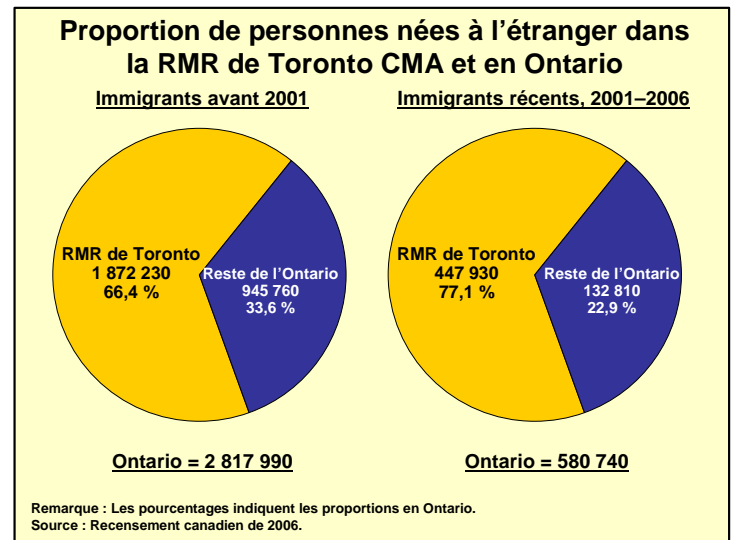 Proportion de personnes nées à l'étranger dans
la RMR de Toronto CMA et en Ontario
Immigrants avant 2001
RMR de Toronto
1 872 230
66,4 %
Reste de l'Ontario
945 760
33,6 %
Ontario = 2 817 990
Immigrants récents, 2001–2006
RMR de Toronto
447 930
77,1 %
Reste de l'Ontario
132 810
22,9 %
Ontario = 580 740
Remarque : Les pourcentages indiquent les proportions en Ontario.
Source : Recensement canadien de 2006.